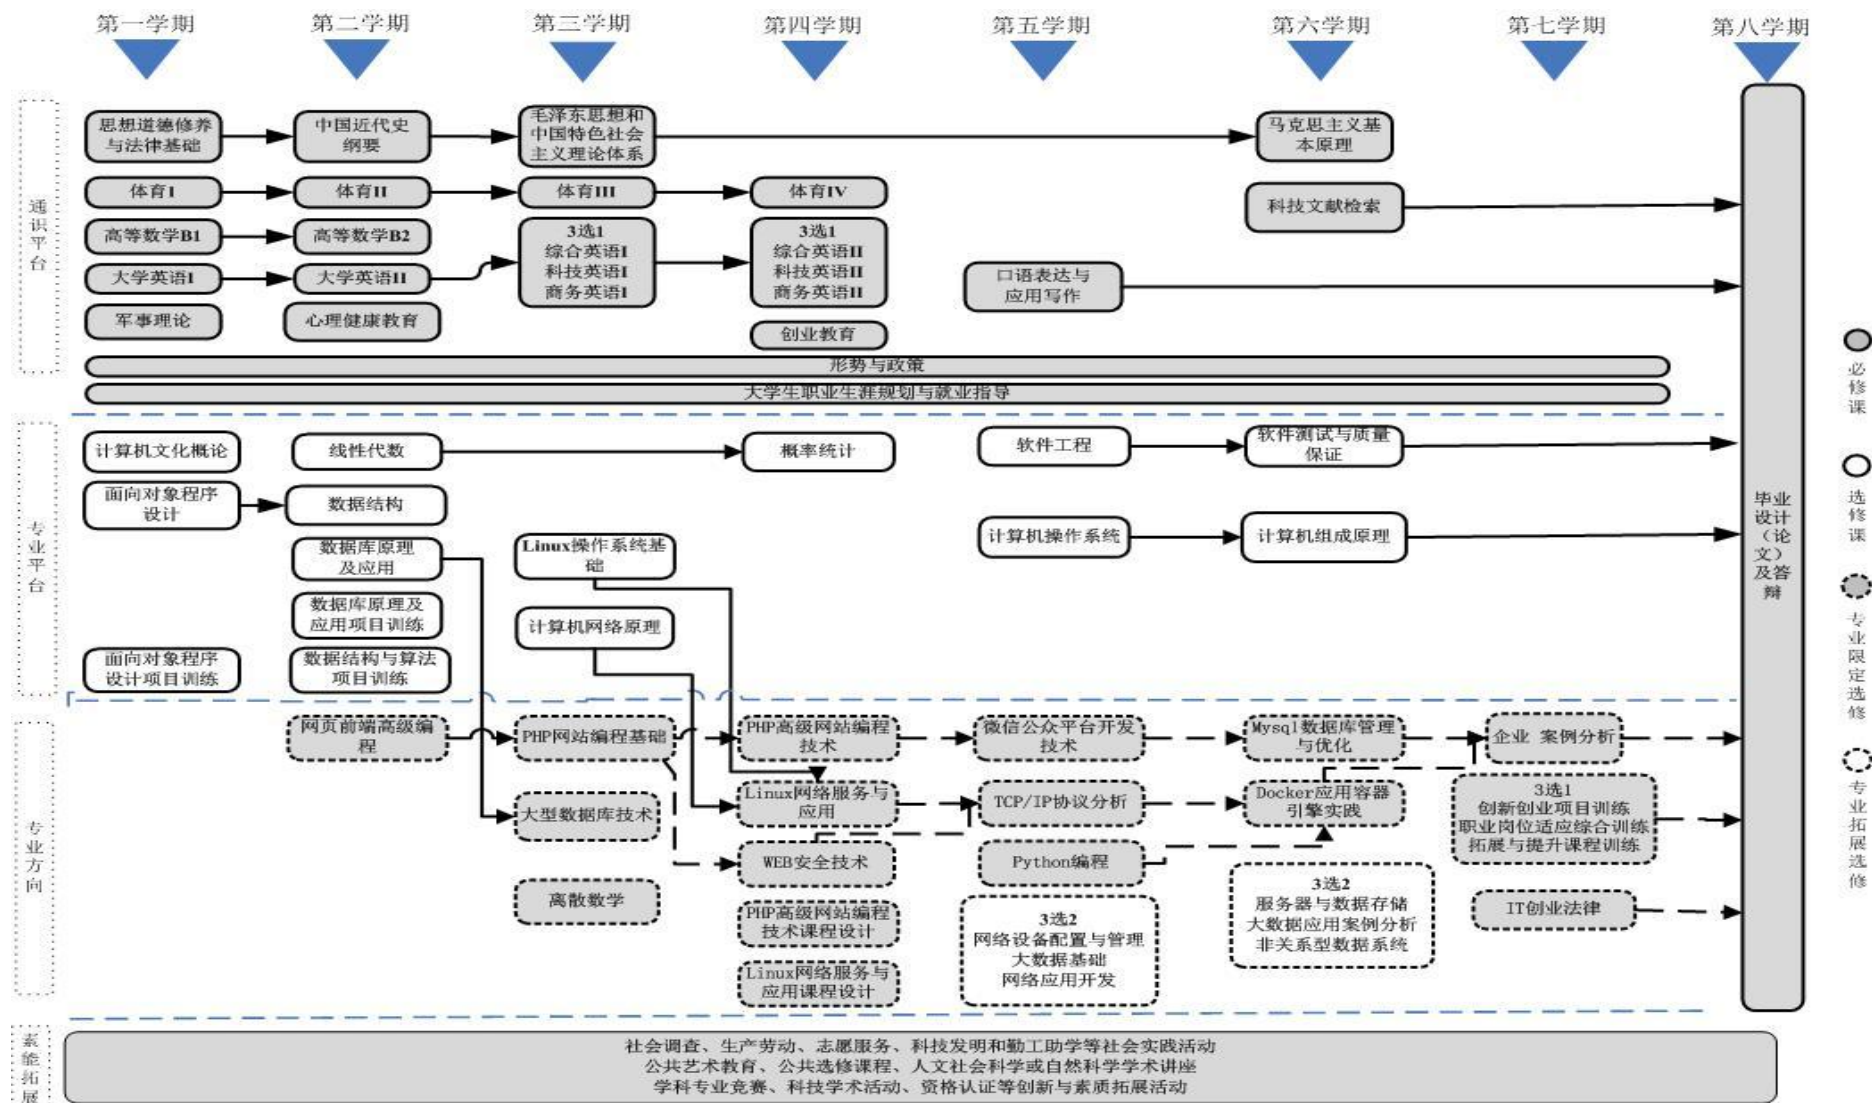 第一学期
第二学期
第三学期
第四学期
第五学期
第六学期
第七学期
第八学期
通识平台
思想道德修养
与法律基础
中国近代史
纲要
毛泽东思想和
中国特色社会
主义理论体系
马克思主义基
本原理
体育I
体育II
体育III
体育IV
科技文献检索
高等数学B1
高等数学B2
3选1
综合英语I
科技英语I
商务英语I
3选1
综合英语II
科技英语II
商务英语II
大学英语I
大学英语II
口语表达与
应用写作
军事理论
心理健康教育
创业教育
形势与政策
大学生职业生涯规划与就业指导
专业平台
计算机文化概论
线性代数
概率统计
软件工程
软件测试与质量
保证
面向对象程序
设计
数据结构
数据库原理
及应用
Linux操作系统基
础
计算机操作系统
计算机组成原理
数据库原理及
应用项目训练
计算机网络原理
面向对象程序
设计项目训练
数据结构与算法
项目训练
专业方向
网页前端高级编
程
PHP网站编程基础
PHP高级网站编程
技术
微信公众平台开发
技术
Mysql数据库管理
与优化
企业 案例分析
大型数据库技术
Linux网络服务与
应用
TCP/IP协议分析
Docker应用容器
引擎实践
3选1
创新创业项目训练
职业岗位适应综合训练
拓展与提升课程训练
WEB安全技术
Python编程
离散数学
PHP高级网站编程
技术课程设计
3选2
网络设备配置与管理
大数据基础
网络应用开发
3选2
服务器与数据存储
大数据应用案例分析
非关系型数据系统
IT创业法律
Linux网络服务与
应用课程设计
毕业
设计
（论
文）
及答
辩
必修课
选修课
专业限定选修
专业拓展选修
素能拓展
社会调查、生产劳动、志愿服务、科技发明和勤工助学等社会实践活动
公共艺术教育、公共选修课程、人文社会科学或自然科学学术讲座
学科专业竞赛、科技学术活动、资格认证等创新与素质拓展活动